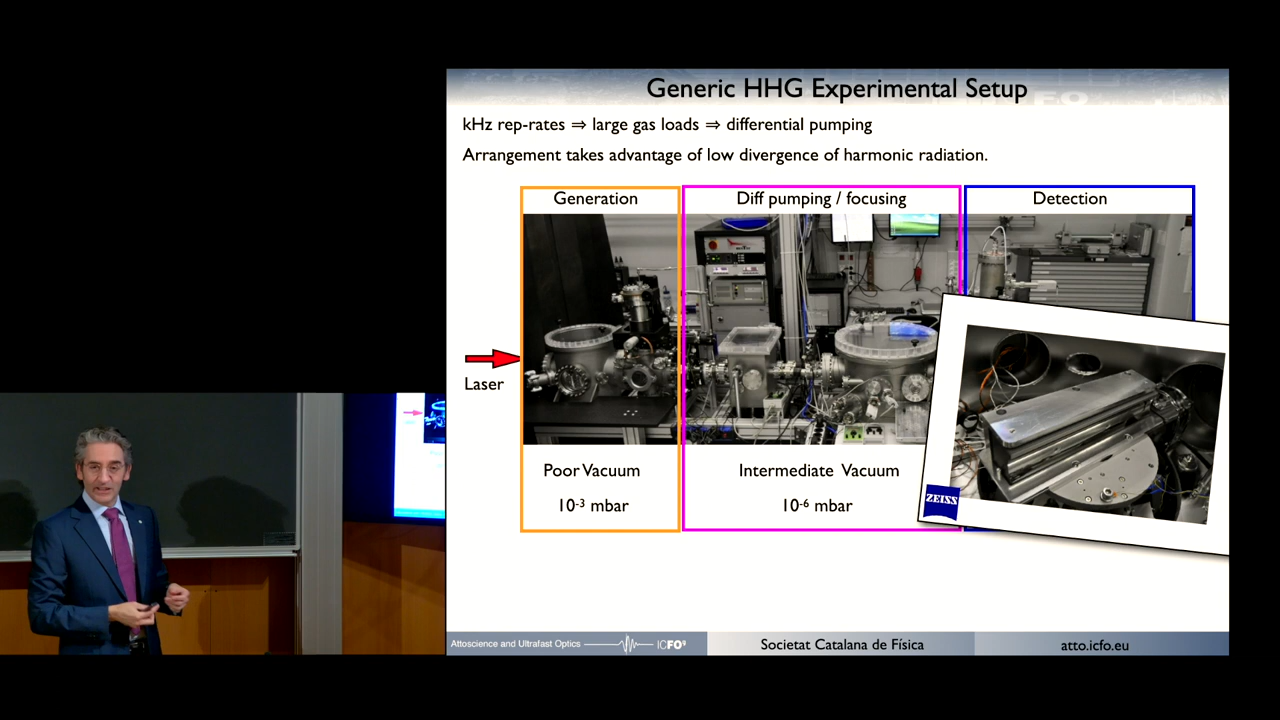 Generic HHG Experimental Setup
kHz rep-rates ⇒ large gas loads ⇒ differential pumping
Arrangement takes advantage of low divergence of harmonic radiation.
Generation
Diff pumping / focusing
Detection
Laser
Poor Vacuum
10-3 mbar
Intermediate Vacuum
10-6 mbar
ZEISS
Attoscience and Ultrafast Optics
ICFO
Societat Catalana de Física
atto.icfo.eu